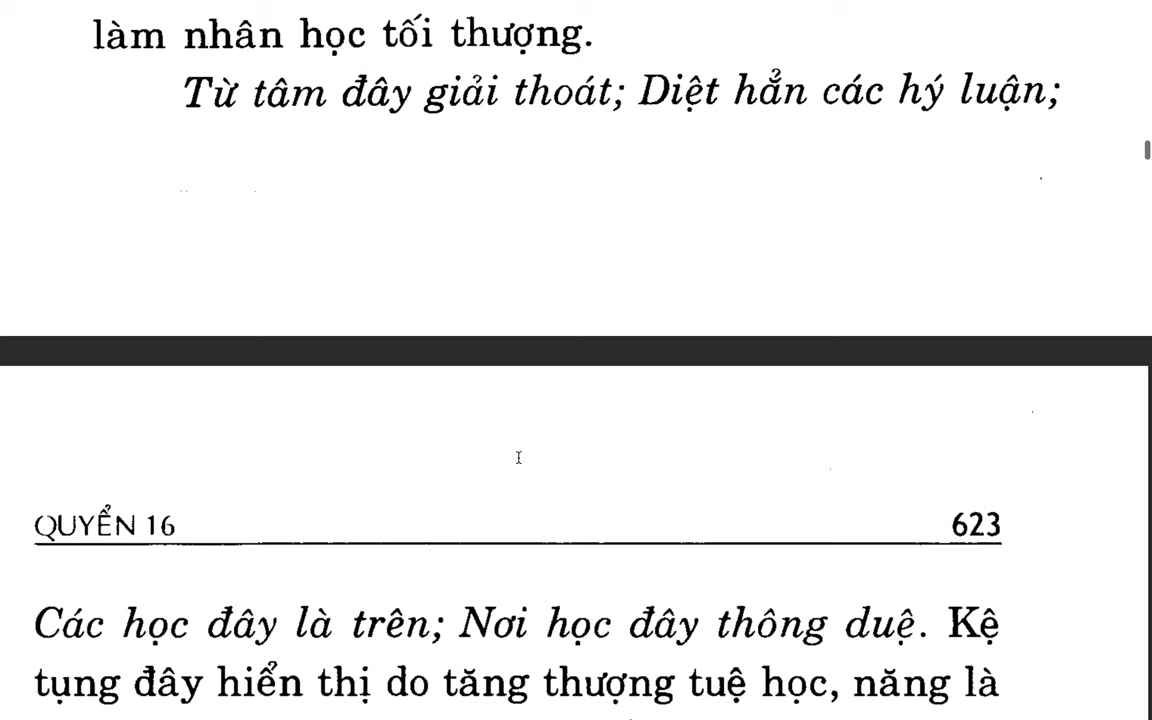 làm nhân học tối thượng.
Từ tâm đây giải thoát; Diệt hẳn các hý luận;
QUYỂN 16 623
Các học đây là trên; Nơi học đây thông duệ. Kệ
tụng đây hiển thị do tăng thượng tuệ học, năng là